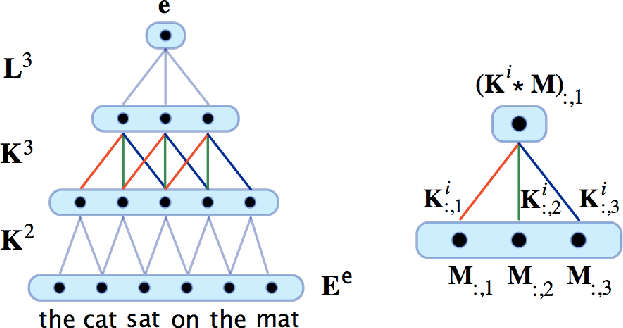 e
L³
K³
K²
Eᵉ
the cat sat on the mat
(Kⁱ * M):,1
Kⁱ:,1 Kⁱ:,2 Kⁱ:,3
M:,1 M:,2 M:,3